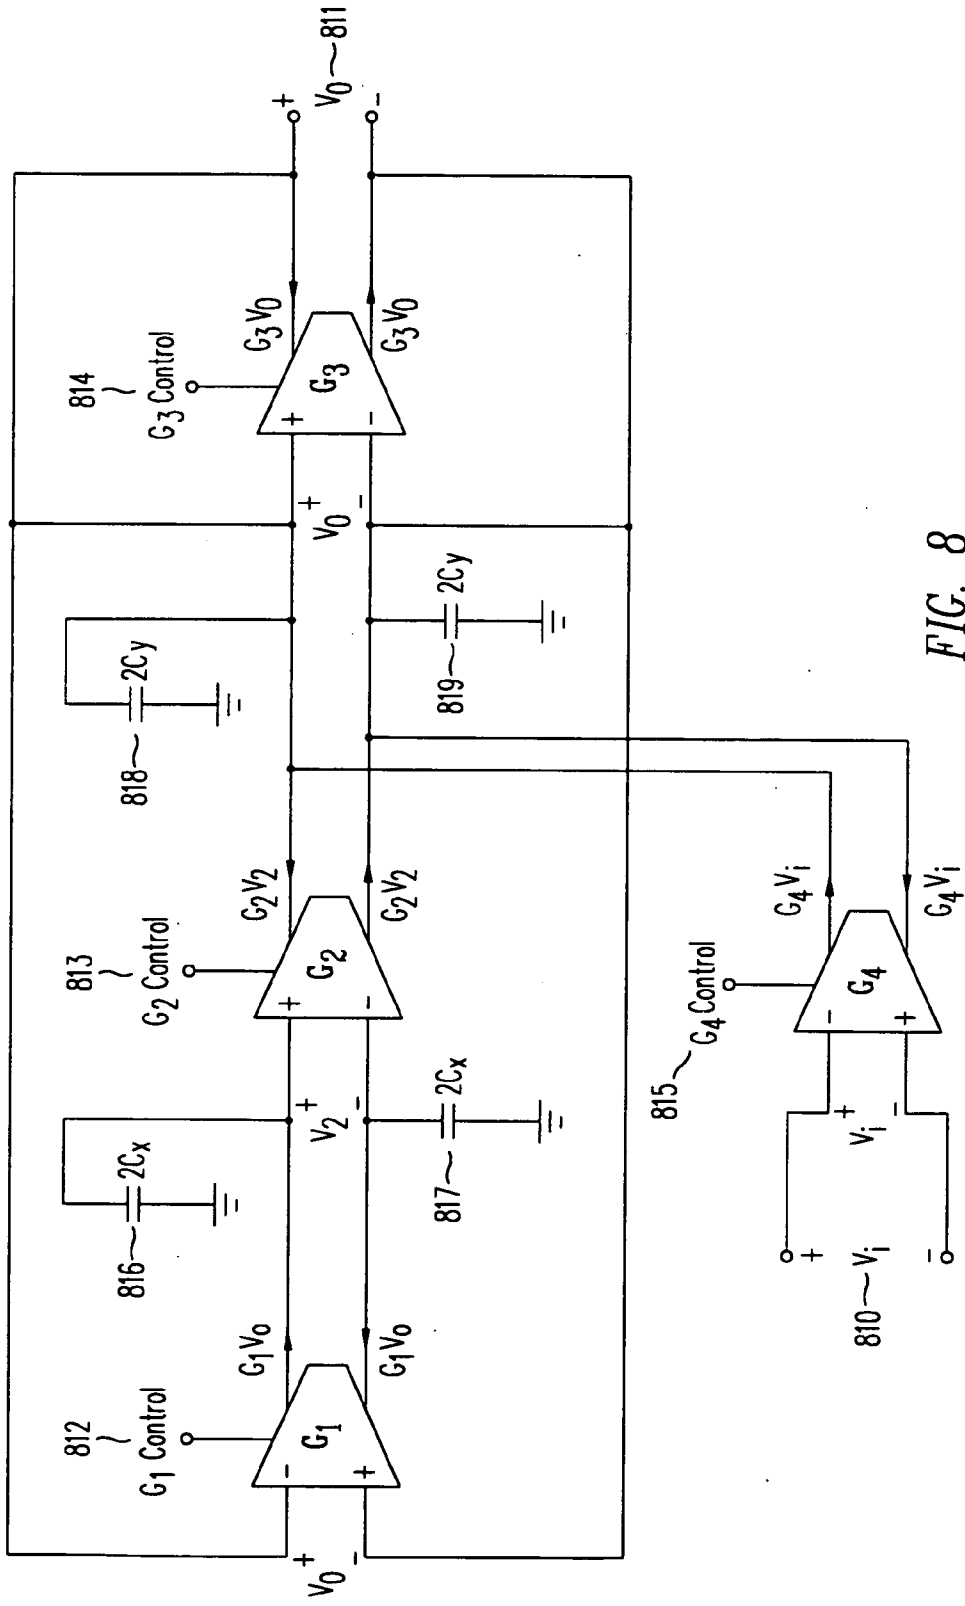 812
G1 Control
V0
+
-
-
+
G1
G1V0
G1V0
816
2Cx
817
2Cx
+
V2
-
813
G2 Control
+
-
G2
G2V2
G2V2
818
2Cy
819
2Cy
+
V0
-
814
G3 Control
+
-
G3
G3V0
G3V0
+
V0
-
811
810
+
Vi
-
+
Vi
-
815
G4 Control
-
+
G4
G4Vi
G4Vi
FIG. 8